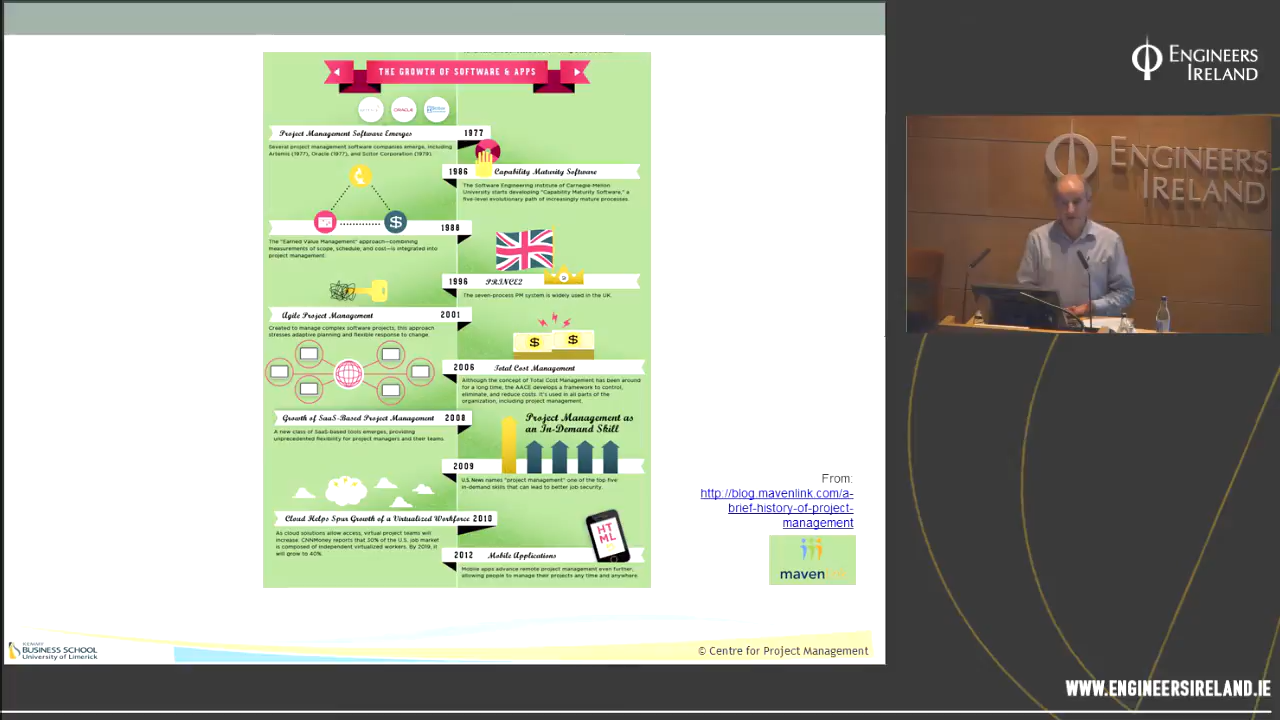 THE GROWTH OF SOFTWARE & APPS
ORACLE
Project Management Software Emerges 1977
Several project management software companies emerge, including
Artemis (1977), Oracle (1977), and Scitor Corporation (1979).
1986 Capability Maturity Software
The Software Engineering Institute of Carnegie-Mellon
University starts developing "Capability Maturity Software," a
five-level evolutionary path of increasingly mature processes.
$
1988
The "Earned Value Management" approach—combining
measurements of scope, schedule, and cost—is integrated into
project management.
1996 PRINCE2
The seven-process PM system is widely used in the UK.
Agile Project Management 2001
Created to manage complex software projects, this approach
stresses adaptive planning and flexible response to change.
$ $
2006 Total Cost Management
Although the concept of Total Cost Management has been around
for a long time, the AACE develops a framework to control,
eliminate, and reduce costs. It's used in all parts of the
organization, including project management.
Growth of SaaS-Based Project Management 2008
A new class of SaaS-based tools emerges, providing
unprecedented flexibility for project managers and their teams.
Project Management as
an In-Demand Skill
2009
U.S. News names "project management" one of the top five
in-demand skills that can lead to better job security.
Cloud Helps Spur Growth of a Virtualized Workforce 2010
As cloud solutions allow access, virtual project teams will
increase. CNNMoney reports that 30% of the U.S. job market
is composed of independent virtualized workers. By 2019, it
will grow to 40%.
HT
ML
2012 Mobile Applications
Mobile apps advance remote project management even further,
allowing people to manage their projects any time and anywhere.
From:
http://blog.mavenlink.com/a-
brief-history-of-project-
management
mavenlink
KEMMY
BUSINESS SCHOOL
University of Limerick
© Centre for Project Management
ENGINEERS
IRELAND
ENGINEERS
IRELAND
WWW.ENGINEERSIRELAND.IE